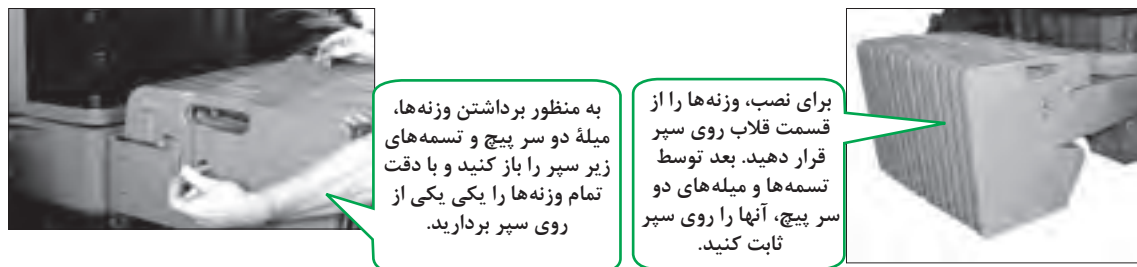 برای نصب، وزنه‌ها را از
قسمت قلاب روی سپر
قرار دهید. بعد توسط
تسمه‌ها و میله‌های دو
سر پیچ، آنها را روی سپر
ثابت کنید.
به منظور برداشتن وزنه‌ها،
میلهٔ دو سر پیچ و تسمه‌های
زیر سپر را باز کنید و با دقت
تمام وزنه‌ها را یکی یکی از
روی سپر بردارید.